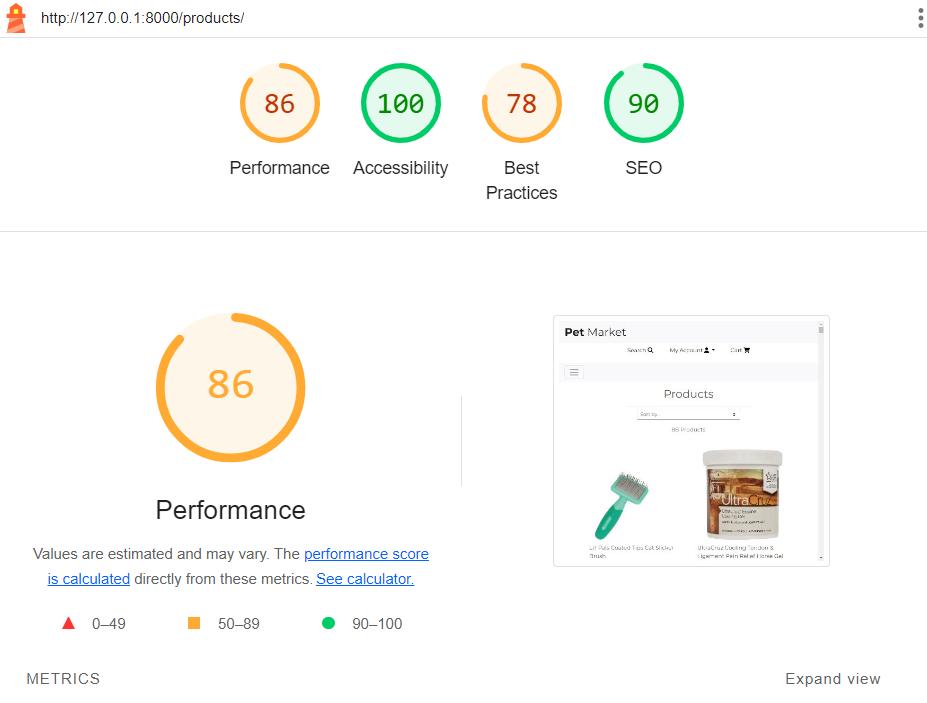 http://127.0.0.1:8000/products/
86
100
78
90
Performance
Accessibility
Best
Practices
SEO
86
Performance
Values are estimated and may vary. The performance score
is calculated directly from these metrics. See calculator.
0–49
50–89
90–100
Pet Market
Search
My Account
Cart
Products
Sort by...
88 Products
UltraCruz
Lil' Pals Coated Tips Cat Slicker
Brush
UltraCruz Cooling Tendon &
Ligament Pain Relief Horse Gel
METRICS
Expand view